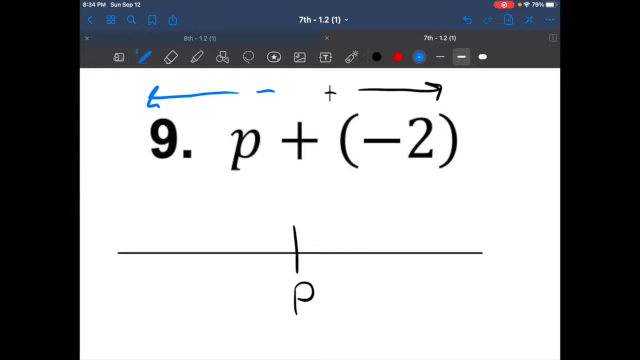 8:34 PM Sun Sep 12
79%
7th - 1.2 (1)
8th - 1.2 (1)
7th - 1.2 (1)
T
− +
9. p + (−2)
p